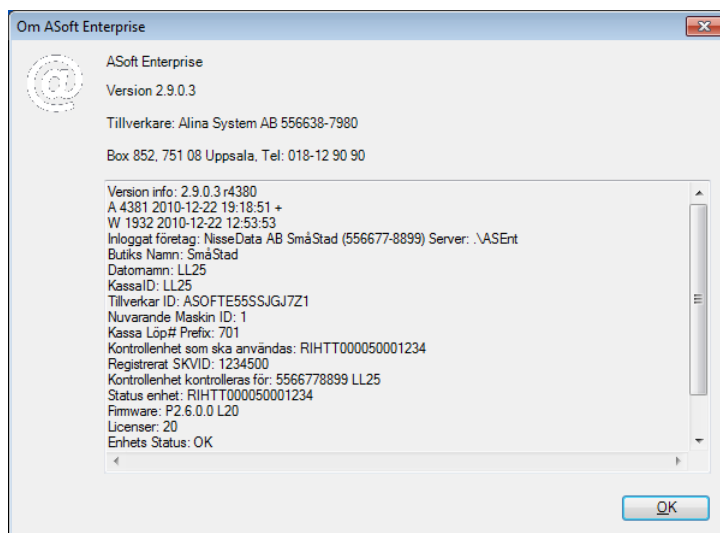 Om ASoft Enterprise
@
ASoft Enterprise
Version 2.9.0.3
Tillverkare: Alina System AB 556638-7980
Box 852, 751 08 Uppsala, Tel: 018-12 90 90
Version info: 2.9.0.3 r4380
A 4381 2010-12-22 19:18:51 +
W 1932 2010-12-22 12:53:53
Inloggat företag: NisseData AB SmåStad (556677-8899) Server: .\ASEnt
Butiks Namn: SmåStad
Datornamn: LL25
KassaID: LL25
Tillverkar ID: ASOFTE55SSJGJ7Z1
Nuvarande Maskin ID: 1
Kassa Löp# Prefix: 701
Kontrollenhet som ska användas: RIHTT000050001234
Registrerat SKVID: 1234500
Kontrollenhet kontrolleras för: 5566778899 LL25
Status enhet: RIHTT000050001234
Firmware: P2.6.0.0 L20
Licenser: 20
Enhets Status: OK
OK